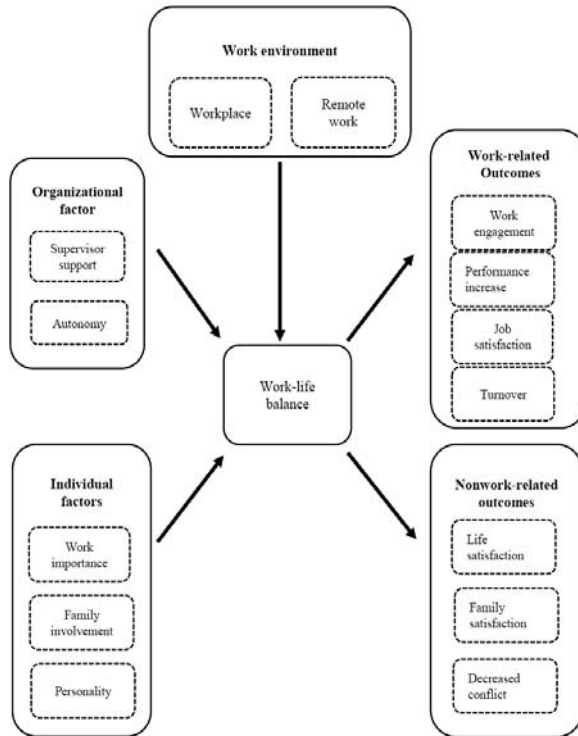 Work environment
Workplace
Remote
work
Organizational
factor
Supervisor
support
Autonomy
Work-related
Outcomes
Work
engagement
Performance
increase
Job
satisfaction
Turnover
Work-life
balance
Individual
factors
Work
importance
Family
involvement
Personality
Nonwork-related
outcomes
Life
satisfaction
Family
satisfaction
Decreased
conflict